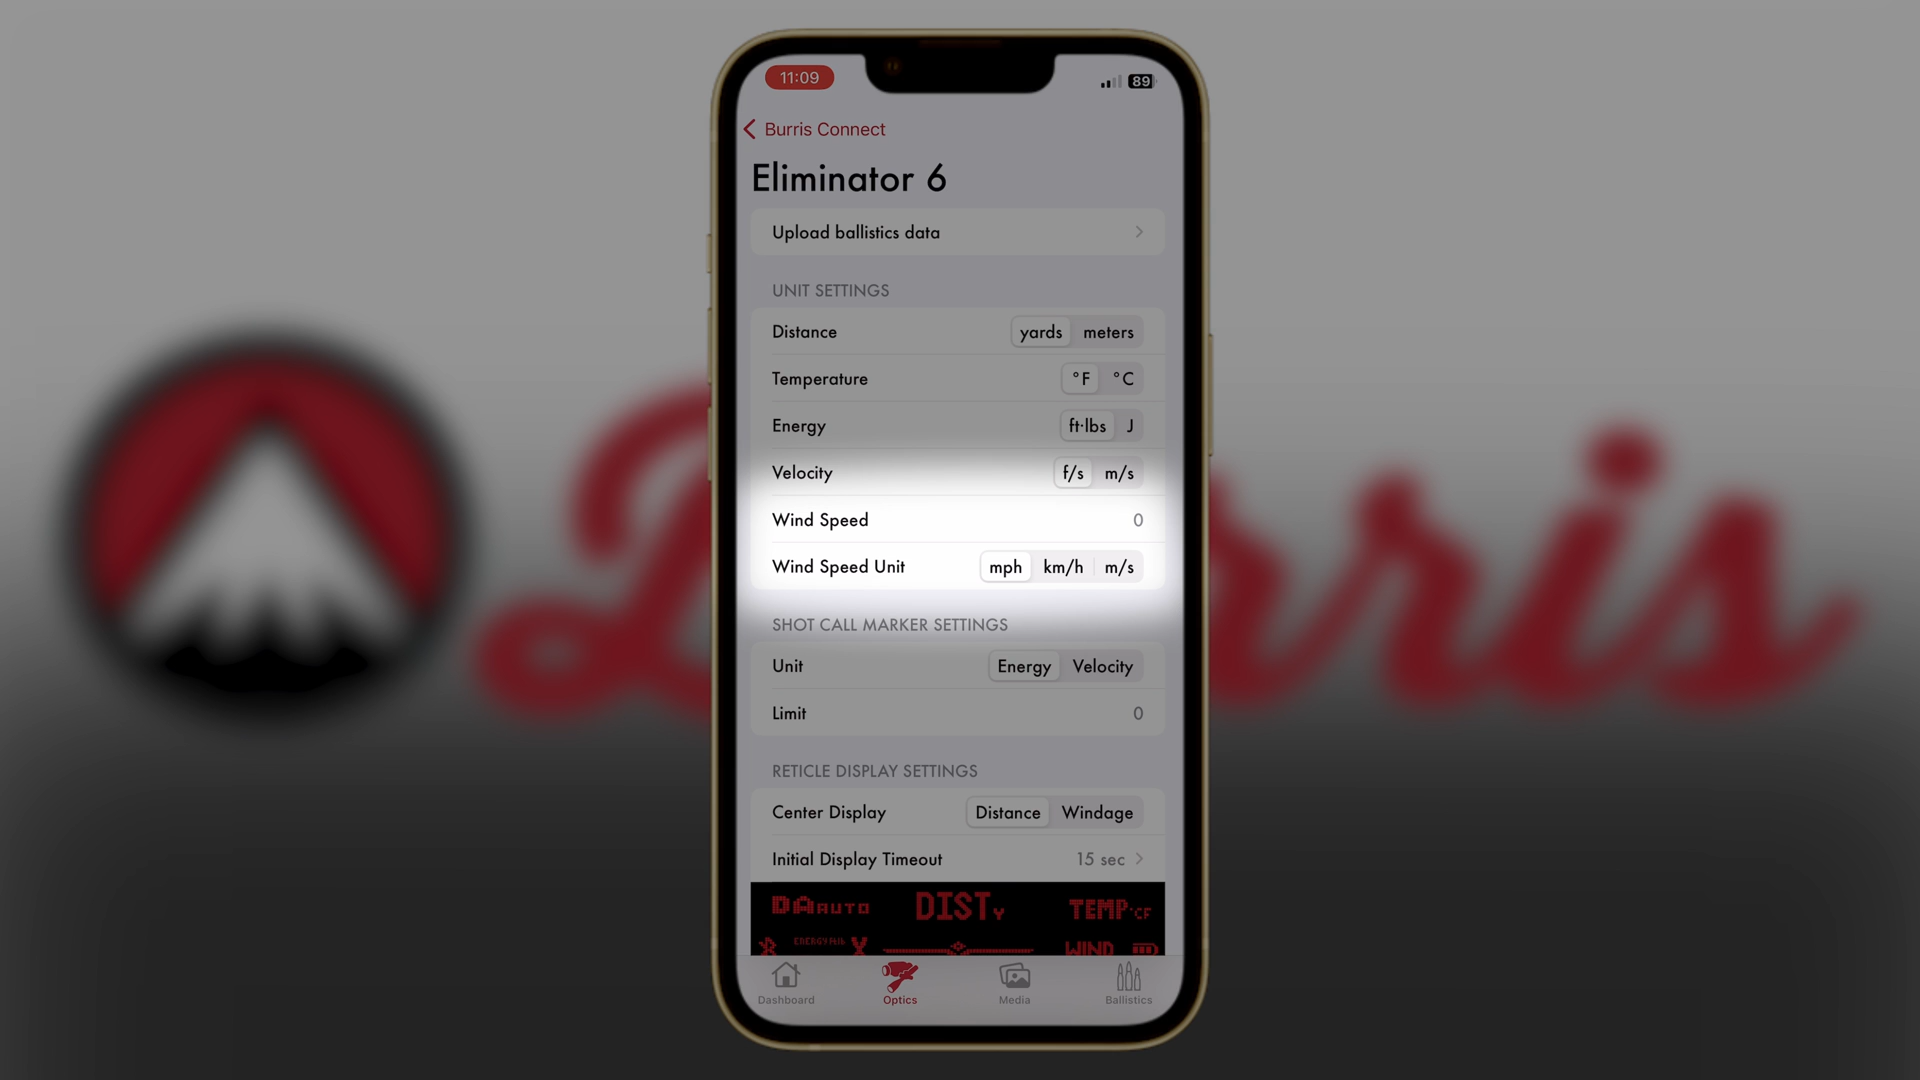 11:09
89
Burris Connect
Eliminator 6
Upload ballistics data
UNIT SETTINGS
Distance yards meters
Temperature °F °C
Energy ft·lbs J
Velocity f/s m/s
Wind Speed 0
Wind Speed Unit mph km/h m/s
SHOT CALL MARKER SETTINGS
Unit Energy Velocity
Limit 0
RETICLE DISPLAY SETTINGS
Center Display Distance Windage
Initial Display Timeout 15 sec
DA AUTO DIST Y TEMP °CF
WIND
Dashboard Optics Media Ballistics